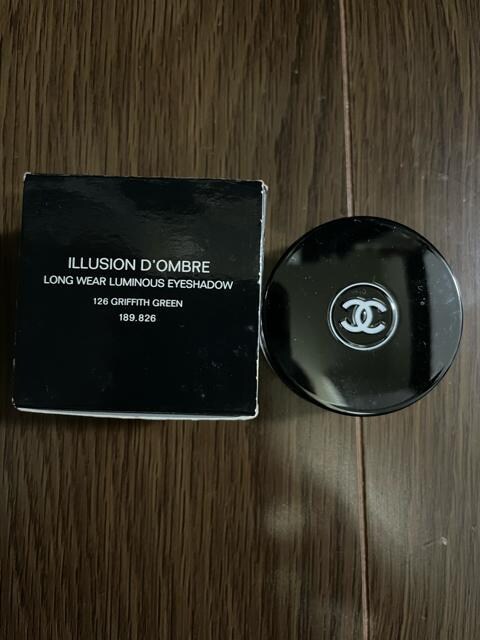 ILLUSION D'OMBRE
LONG WEAR LUMINOUS EYESHADOW
126 GRIFFITH GREEN
189.826